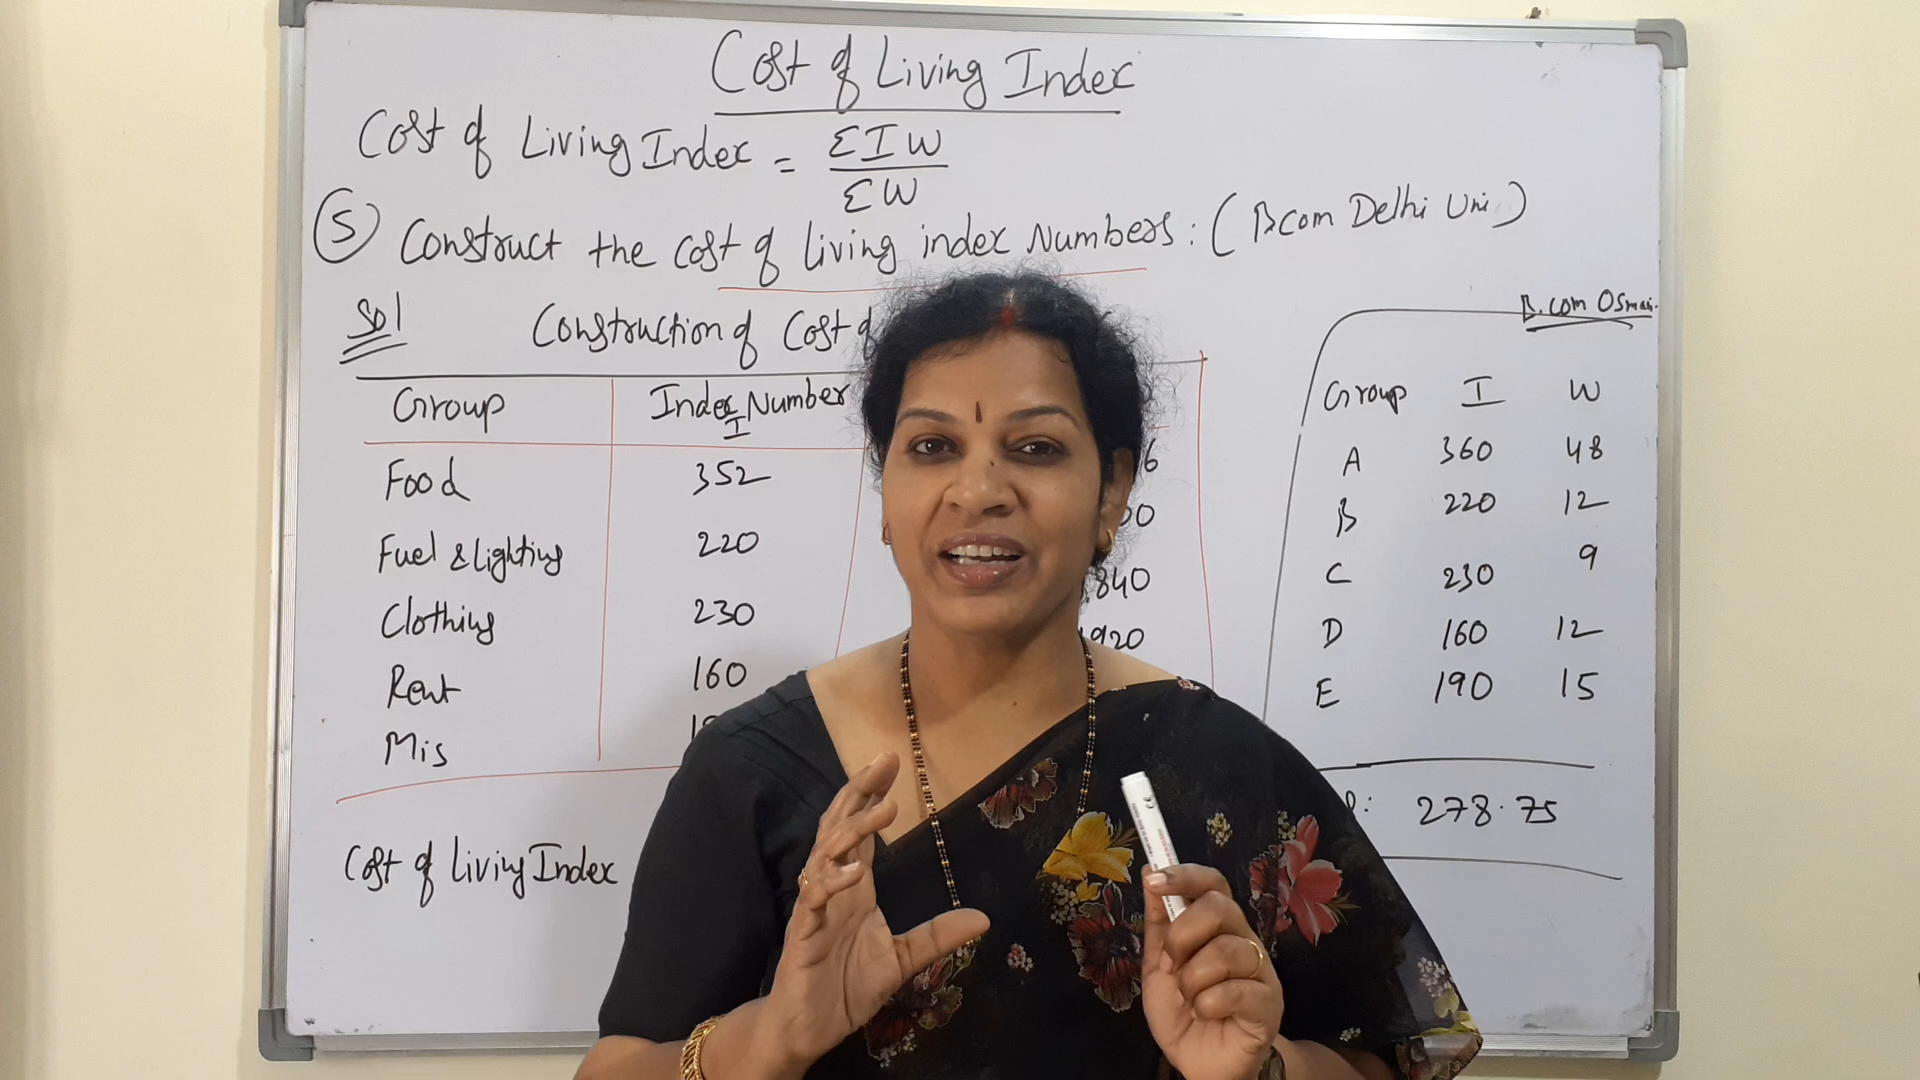 Cost of Living Index
Cost of Living Index = ΣIW / ΣW
(5) Construct the cost of living index Numbers : (Bcom Delhi Uni)
Sol Construction of Cost of
Group Index Number
I
Food 352
Fuel & Lighting 220
Clothing 230 840
Rent 160 920
Mis
Cost of Living Index
B.com Osman.
Group I W
A 360 48
B 220 12
C 230 9
D 160 12
E 190 15
278.75